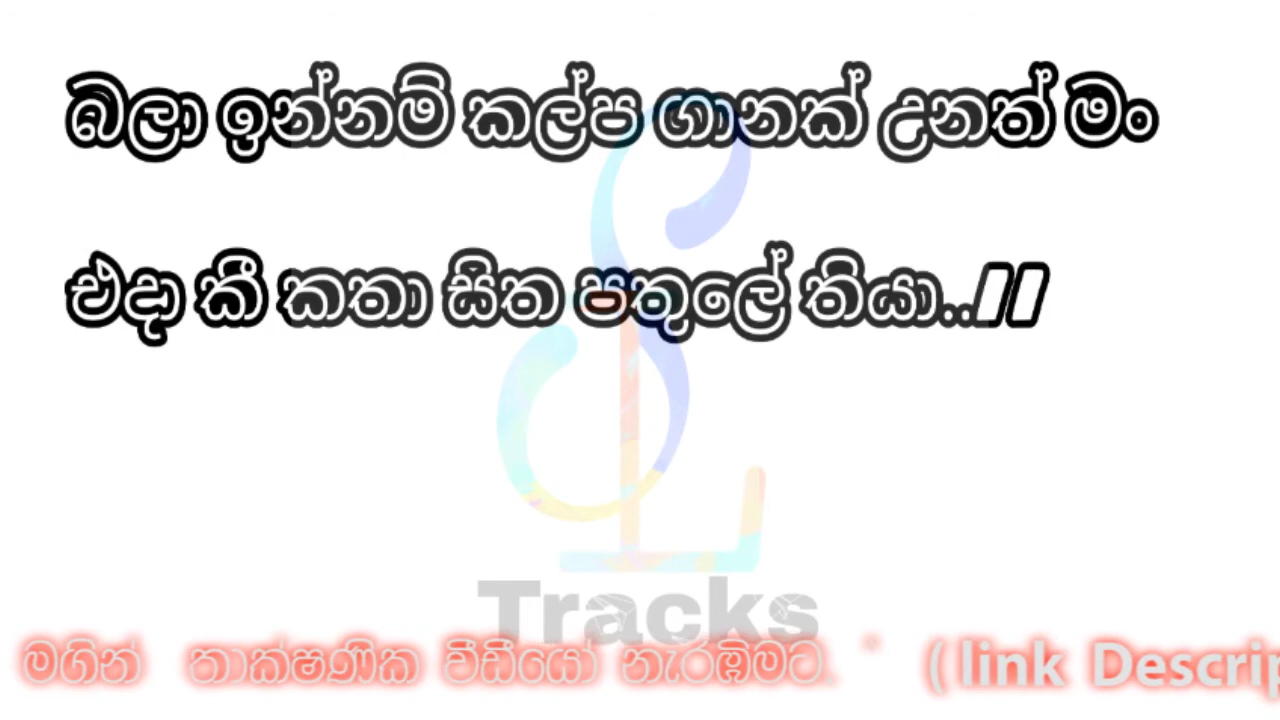 බලා ඉන්නම් කල්ප ගානක් උනත් මං
එදා කී කතා සිත පතුලේ තියා..//
Tracks
මගින් තාක්ෂණික වීඩියෝ නැරඹීමට. " ( link Descrip